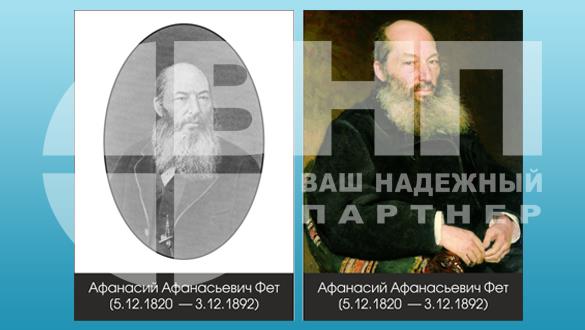 ВНП
ВАШ НАДЕЖНЫЙ
ПАРТНЕР
Афанасий Афанасьевич Фет
(5.12.1820 — 3.12.1892)
Афанасий Афанасьевич Фет
(5.12.1820 — 3.12.1892)